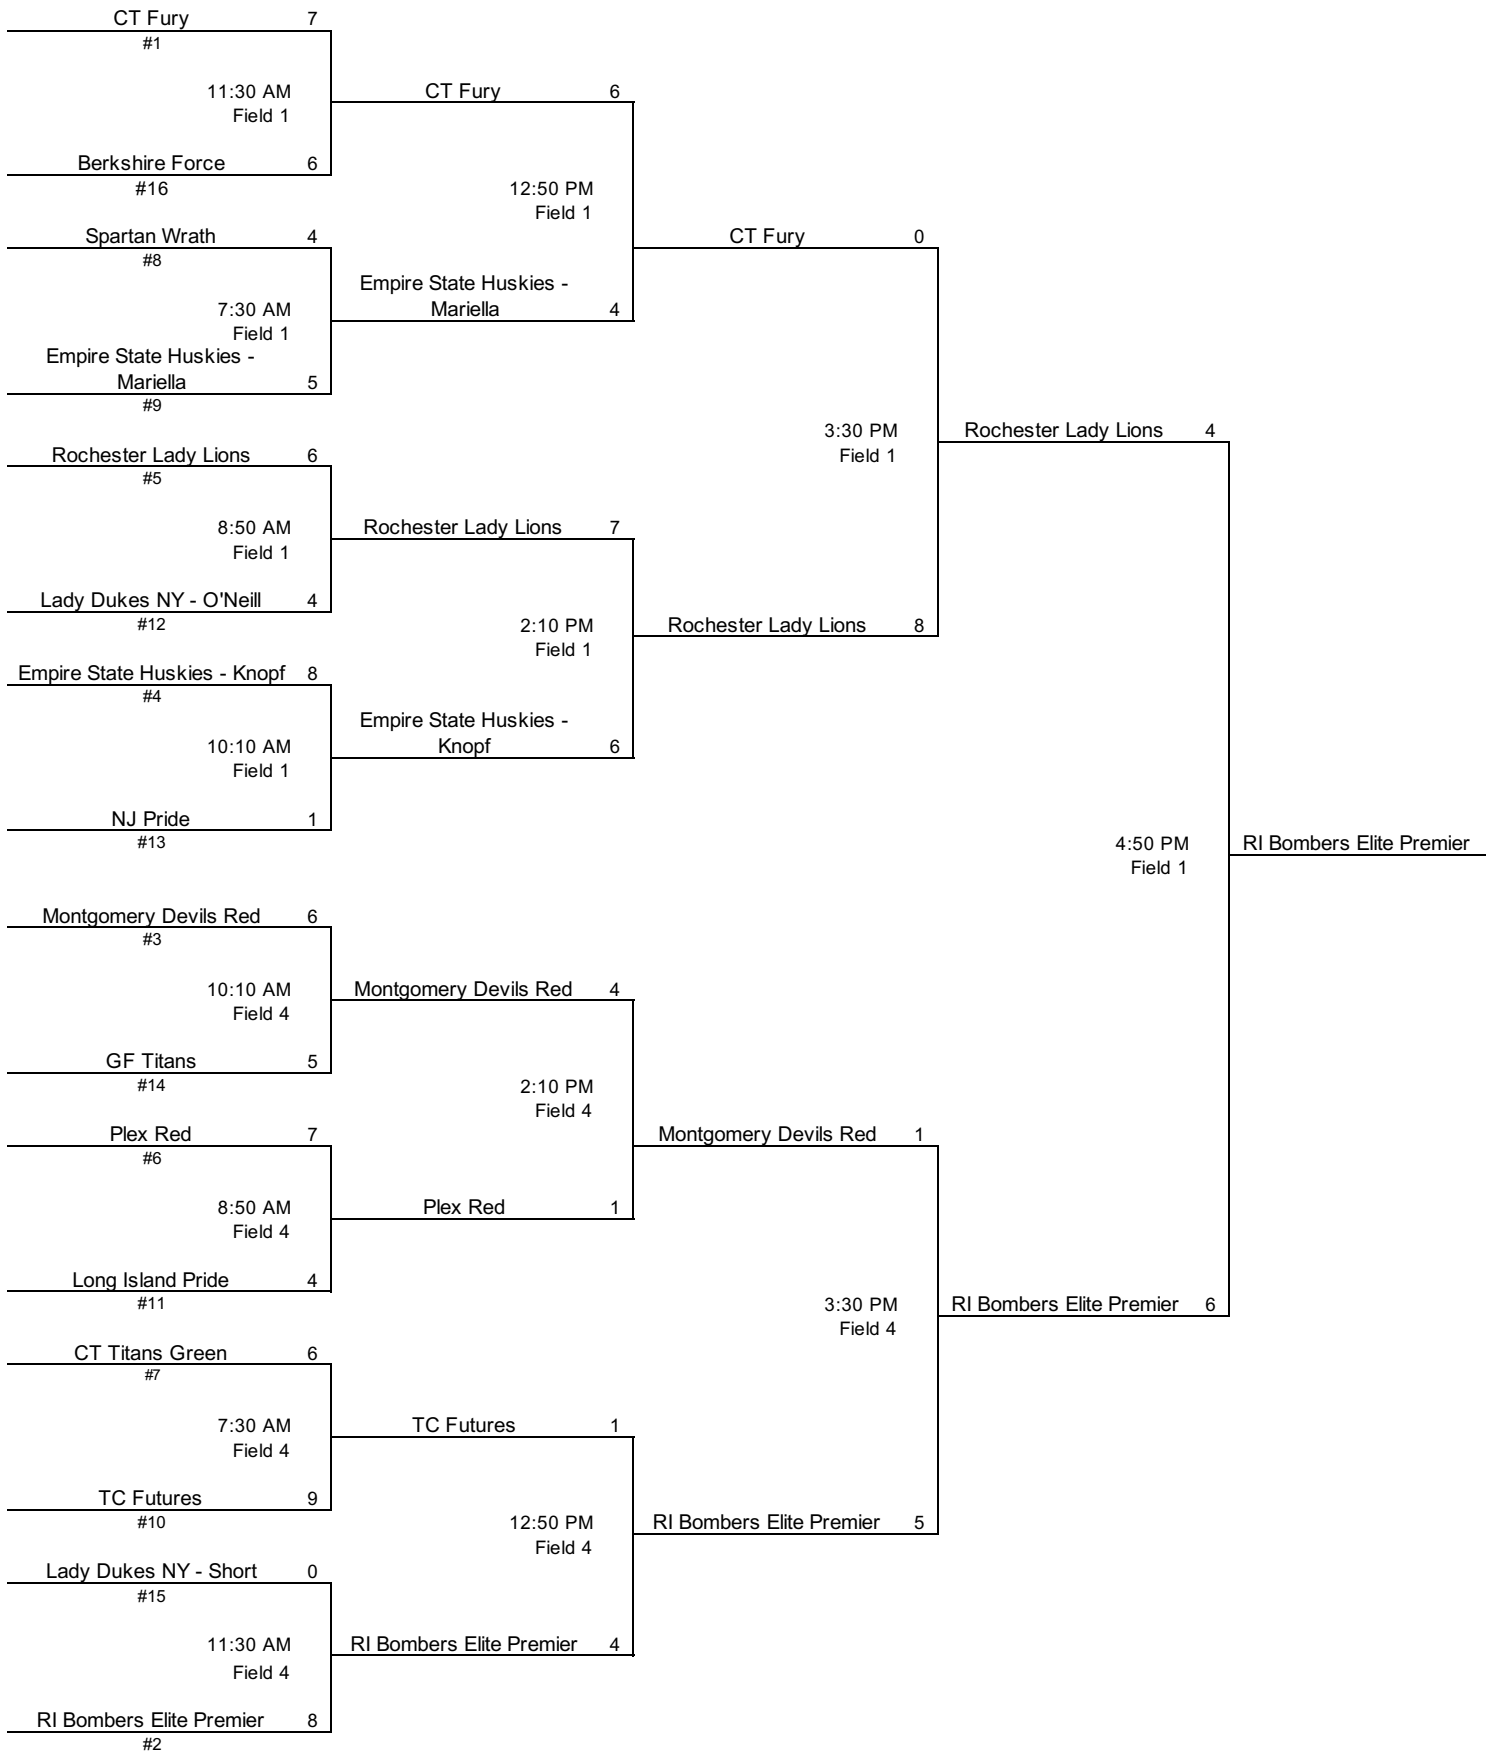 CT Fury 7
#1
11:30 AM
Field 1
Berkshire Force 6
#16
Spartan Wrath 4
#8
7:30 AM
Field 1
Empire State Huskies -
Mariella 5
#9
Rochester Lady Lions 6
#5
8:50 AM
Field 1
Lady Dukes NY - O'Neill 4
#12
Empire State Huskies - Knopf 8
#4
10:10 AM
Field 1
NJ Pride 1
#13
Montgomery Devils Red 6
#3
10:10 AM
Field 4
GF Titans 5
#14
Plex Red 7
#6
8:50 AM
Field 4
Long Island Pride 4
#11
CT Titans Green 6
#7
7:30 AM
Field 4
TC Futures 9
#10
Lady Dukes NY - Short 0
#15
11:30 AM
Field 4
RI Bombers Elite Premier 8
#2
CT Fury 6
12:50 PM
Field 1
Empire State Huskies -
Mariella 4
Rochester Lady Lions 7
2:10 PM
Field 1
Empire State Huskies -
Knopf 6
Montgomery Devils Red 4
2:10 PM
Field 4
Plex Red 1
TC Futures 1
12:50 PM
Field 4
RI Bombers Elite Premier 4
CT Fury 0
3:30 PM
Field 1
Rochester Lady Lions 8
Montgomery Devils Red 1
3:30 PM
Field 4
RI Bombers Elite Premier 5
Rochester Lady Lions 4
4:50 PM
Field 1
RI Bombers Elite Premier 6
RI Bombers Elite Premier